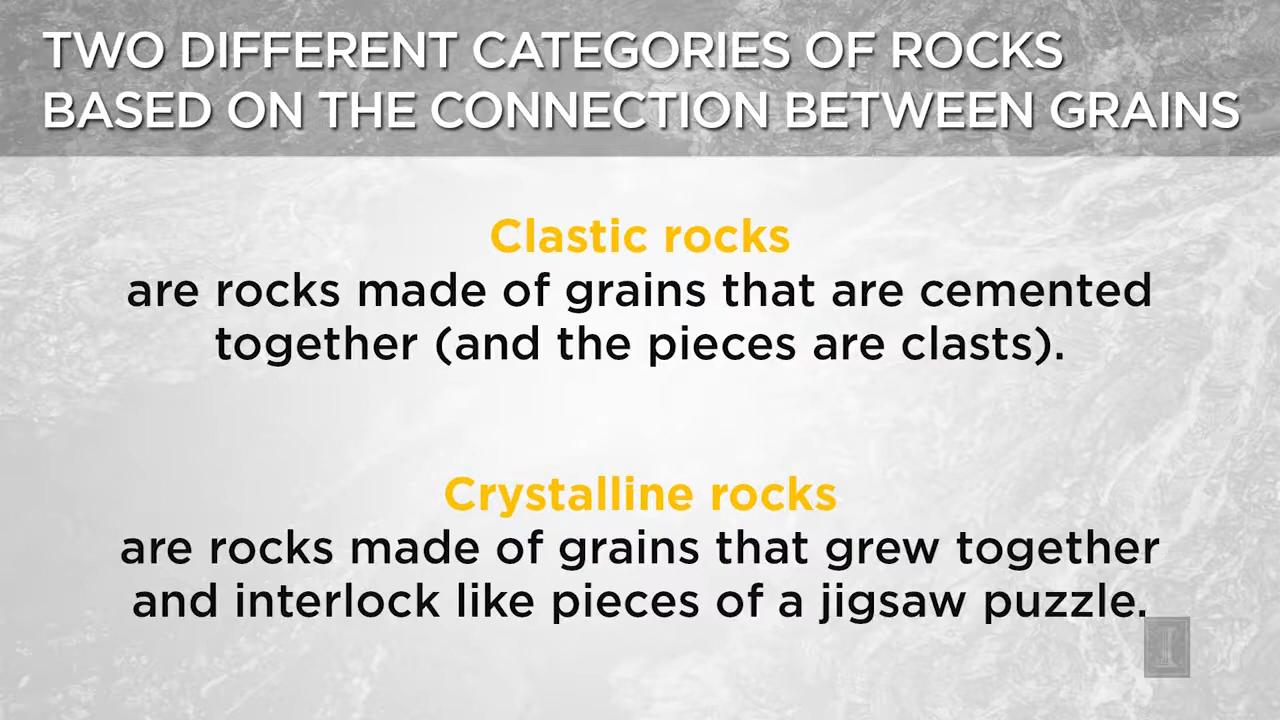 TWO DIFFERENT CATEGORIES OF ROCKS
BASED ON THE CONNECTION BETWEEN GRAINS
Clastic rocks
are rocks made of grains that are cemented
together (and the pieces are clasts).
Crystalline rocks
are rocks made of grains that grew together
and interlock like pieces of a jigsaw puzzle.
I